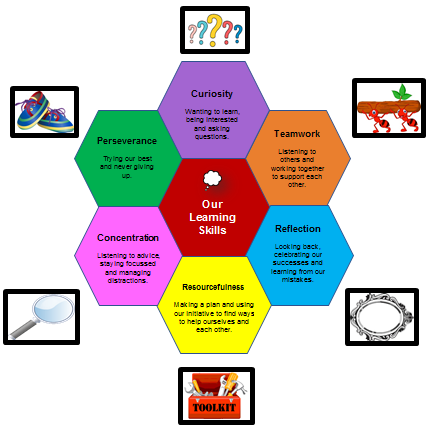 Curiosity
Wanting to learn,
being interested
and asking
questions.
Perseverance
Trying our best
and never giving
up.
Teamwork
Listening to
others and
working together
to support each
other.
Our
Learning
Skills
Concentration
Listening to advice,
staying focussed
and managing
distractions.
Reflection
Looking back,
celebrating our
successes and
learning from our
mistakes.
Resourcefulness
Making a plan and using
our initiative to find ways
to help ourselves and
each other.
TOOLKIT